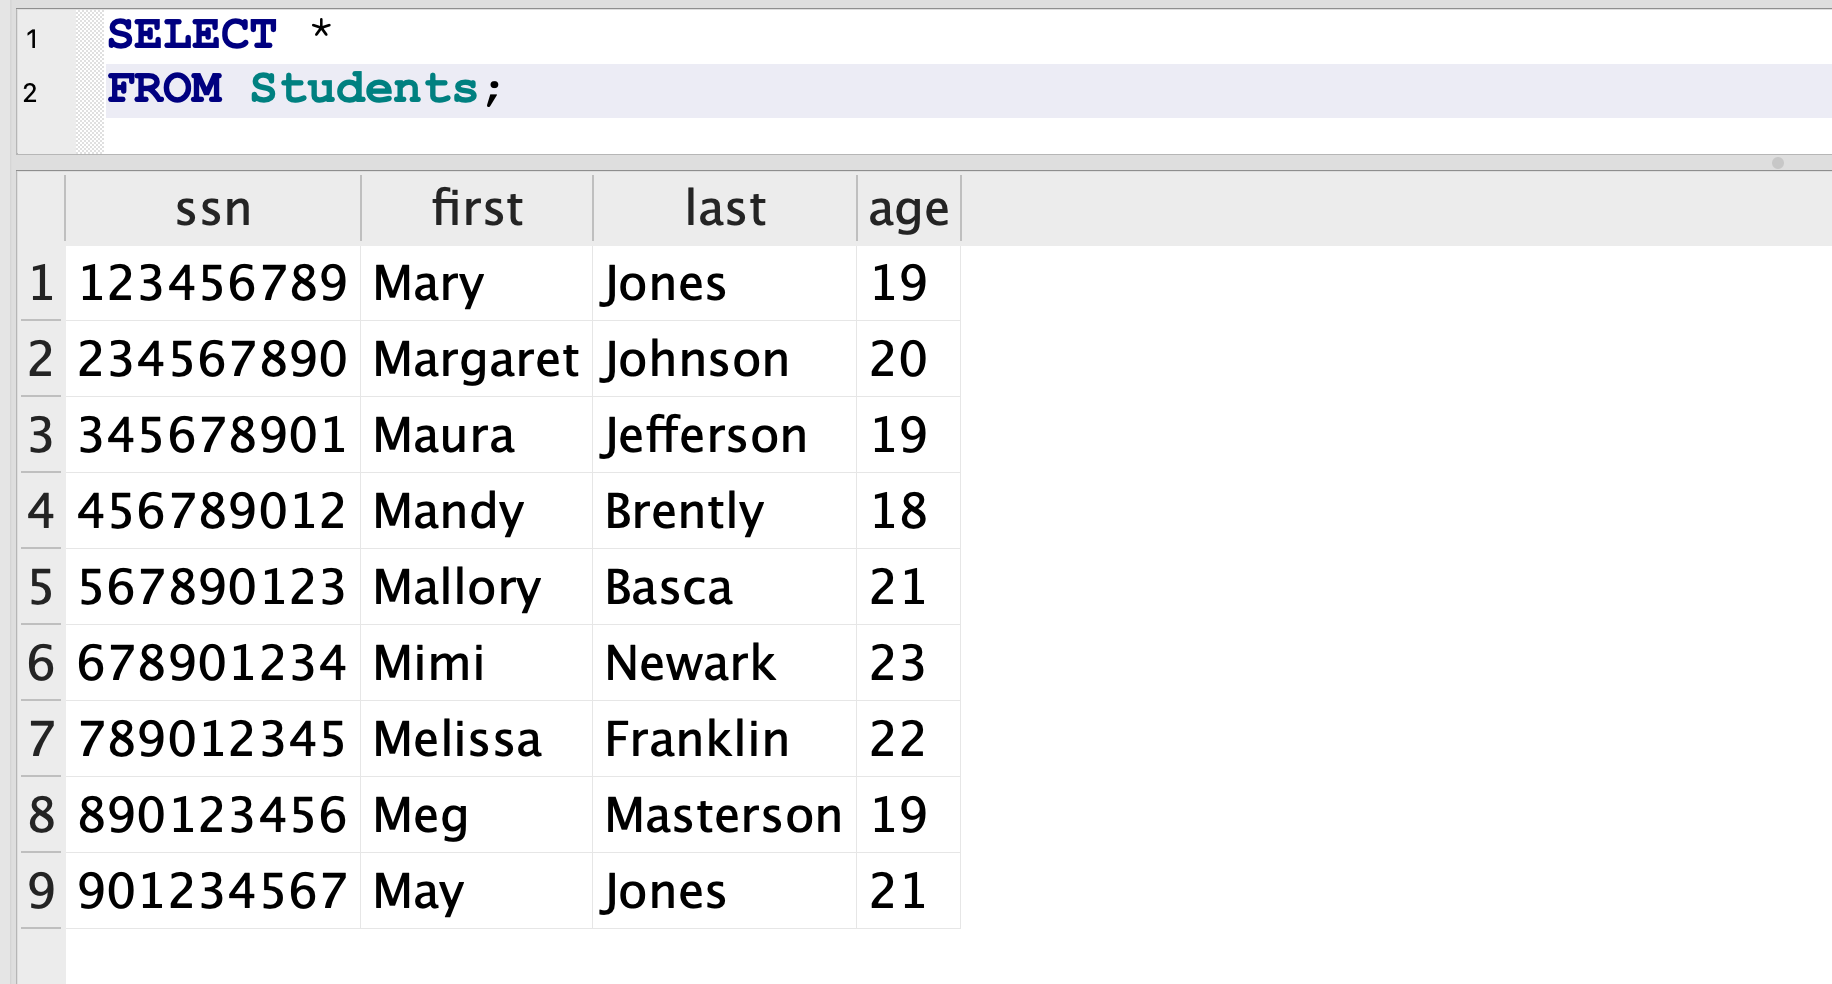 1 SELECT *
2 FROM Students;
ssn first last age
1 123456789 Mary Jones 19
2 234567890 Margaret Johnson 20
3 345678901 Maura Jefferson 19
4 456789012 Mandy Brently 18
5 567890123 Mallory Basca 21
6 678901234 Mimi Newark 23
7 789012345 Melissa Franklin 22
8 890123456 Meg Masterson 19
9 901234567 May Jones 21